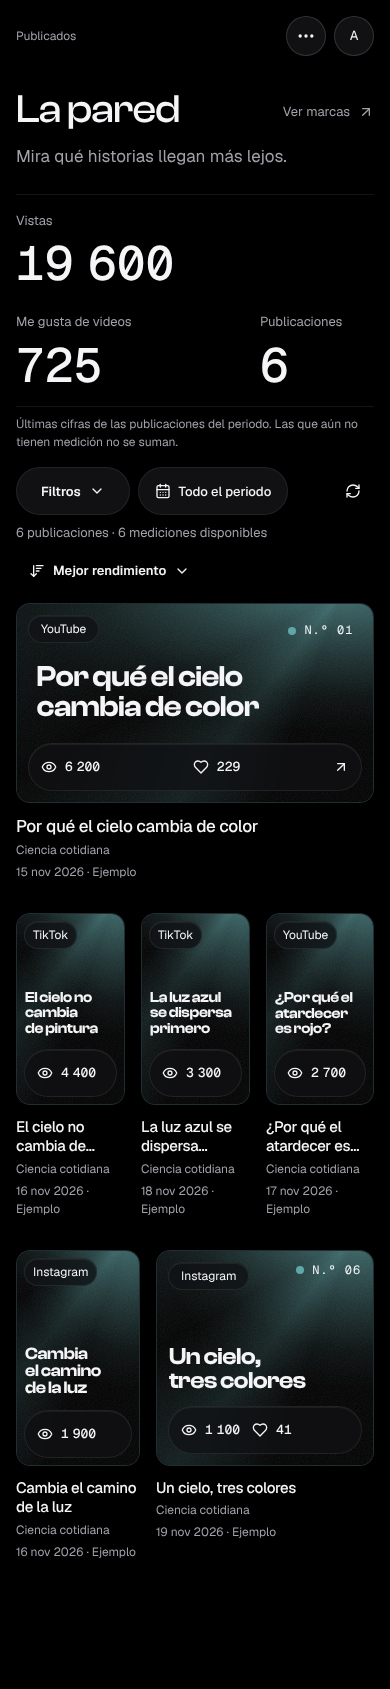 Publicados
A
La pared
Ver marcas
Mira qué historias llegan más lejos.
Vistas
19 600
Me gusta de videos
Publicaciones
725
6
Últimas cifras de las publicaciones del periodo. Las que aún no
tienen medición no se suman.
Filtros
Todo el periodo
6 publicaciones · 6 mediciones disponibles
Mejor rendimiento
YouTube
N.º 01
Por qué el cielo
cambia de color
6 200
229
Por qué el cielo cambia de color
Ciencia cotidiana
15 nov 2026 · Ejemplo
TikTok
El cielo no
cambia
de pintura
4 400
El cielo no
cambia de...
Ciencia cotidiana
16 nov 2026 ·
Ejemplo
TikTok
La luz azul
se dispersa
primero
3 300
La luz azul se
dispersa...
Ciencia cotidiana
18 nov 2026 ·
Ejemplo
YouTube
¿Por qué el
atardecer
es rojo?
2 700
¿Por qué el
atardecer es...
Ciencia cotidiana
17 nov 2026 ·
Ejemplo
Instagram
Cambia
el camino
de la luz
1 900
Cambia el camino
de la luz
Ciencia cotidiana
16 nov 2026 · Ejemplo
Instagram
N.º 06
Un cielo,
tres colores
1 100
41
Un cielo, tres colores
Ciencia cotidiana
19 nov 2026 · Ejemplo